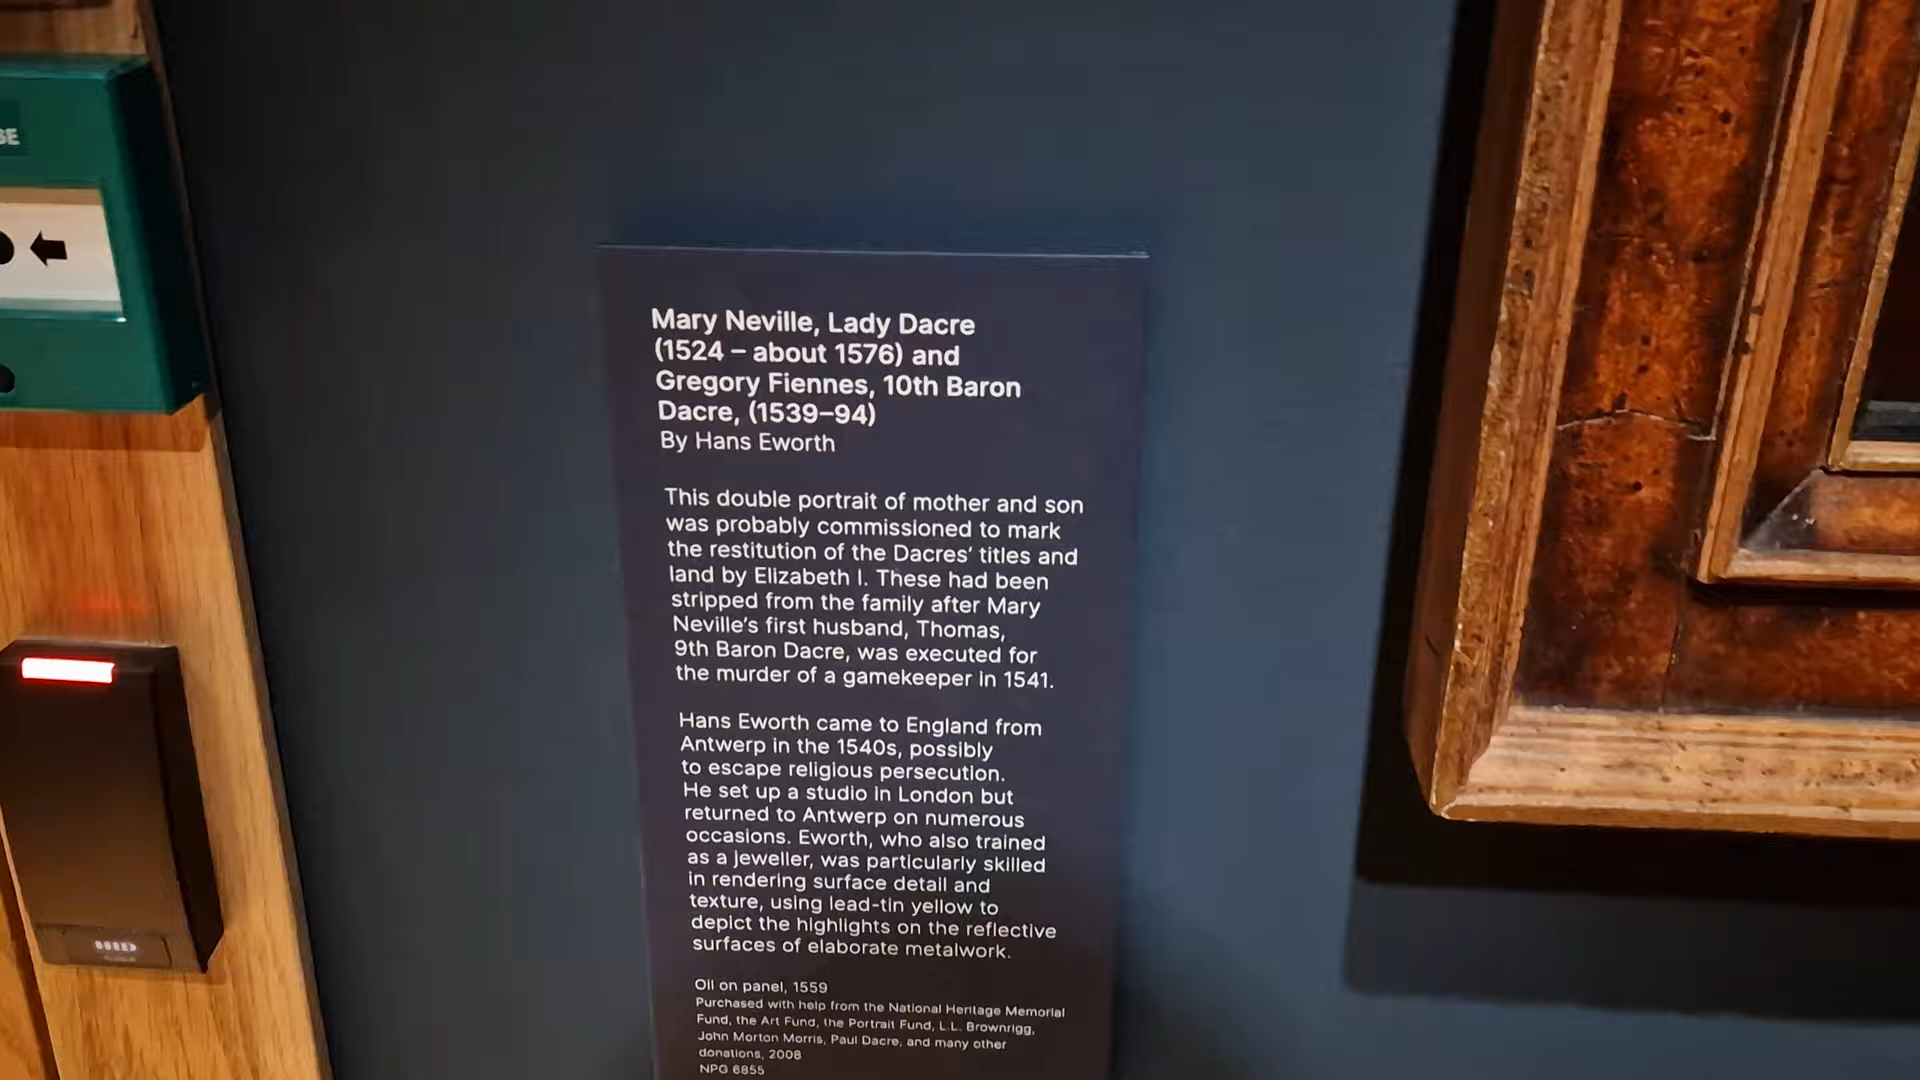 Mary Neville, Lady Dacre
(1524 – about 1576) and
Gregory Fiennes, 10th Baron
Dacre, (1539–94)
By Hans Eworth
This double portrait of mother and son
was probably commissioned to mark
the restitution of the Dacres’ titles and
land by Elizabeth I. These had been
stripped from the family after Mary
Neville’s first husband, Thomas,
9th Baron Dacre, was executed for
the murder of a gamekeeper in 1541.
Hans Eworth came to England from
Antwerp in the 1540s, possibly
to escape religious persecution.
He set up a studio in London but
returned to Antwerp on numerous
occasions. Eworth, who also trained
as a jeweller, was particularly skilled
in rendering surface detail and
texture, using lead-tin yellow to
depict the highlights on the reflective
surfaces of elaborate metalwork.
Oil on panel, 1559
Purchased with help from the National Heritage Memorial
Fund, the Art Fund, the Portrait Fund, L.L. Brownrigg,
John Morton Morris, Paul Dacre, and many other
donations, 2008
NPG 6855
HID